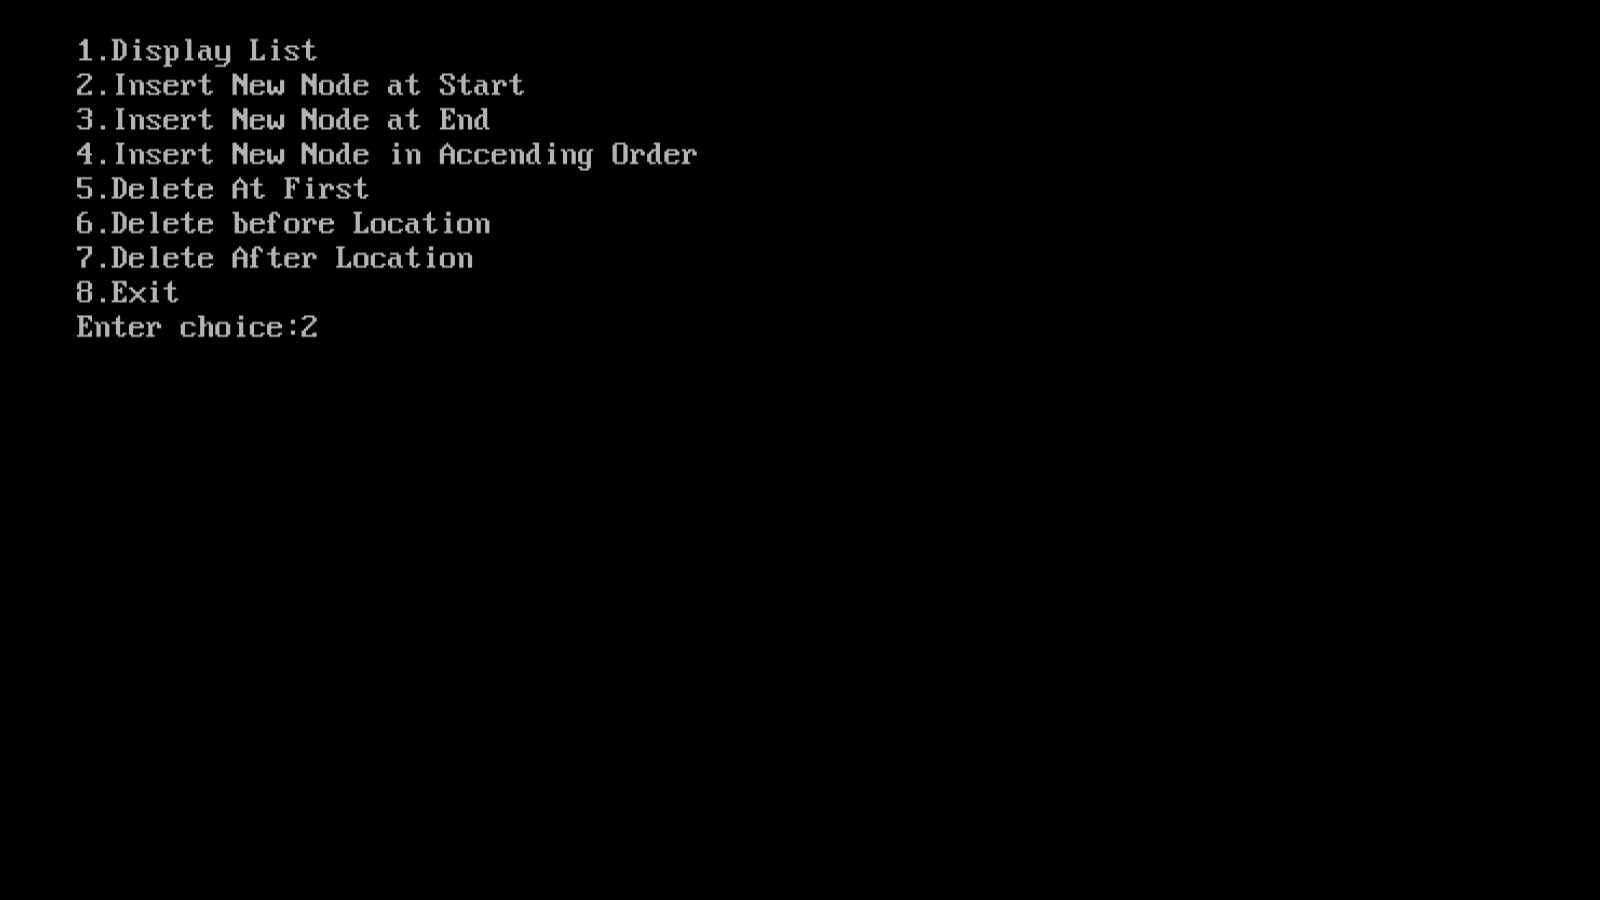 1.Display List
2.Insert New Node at Start
3.Insert New Node at End
4.Insert New Node in Accending Order
5.Delete At First
6.Delete before Location
7.Delete After Location
8.Exit
Enter choice:2